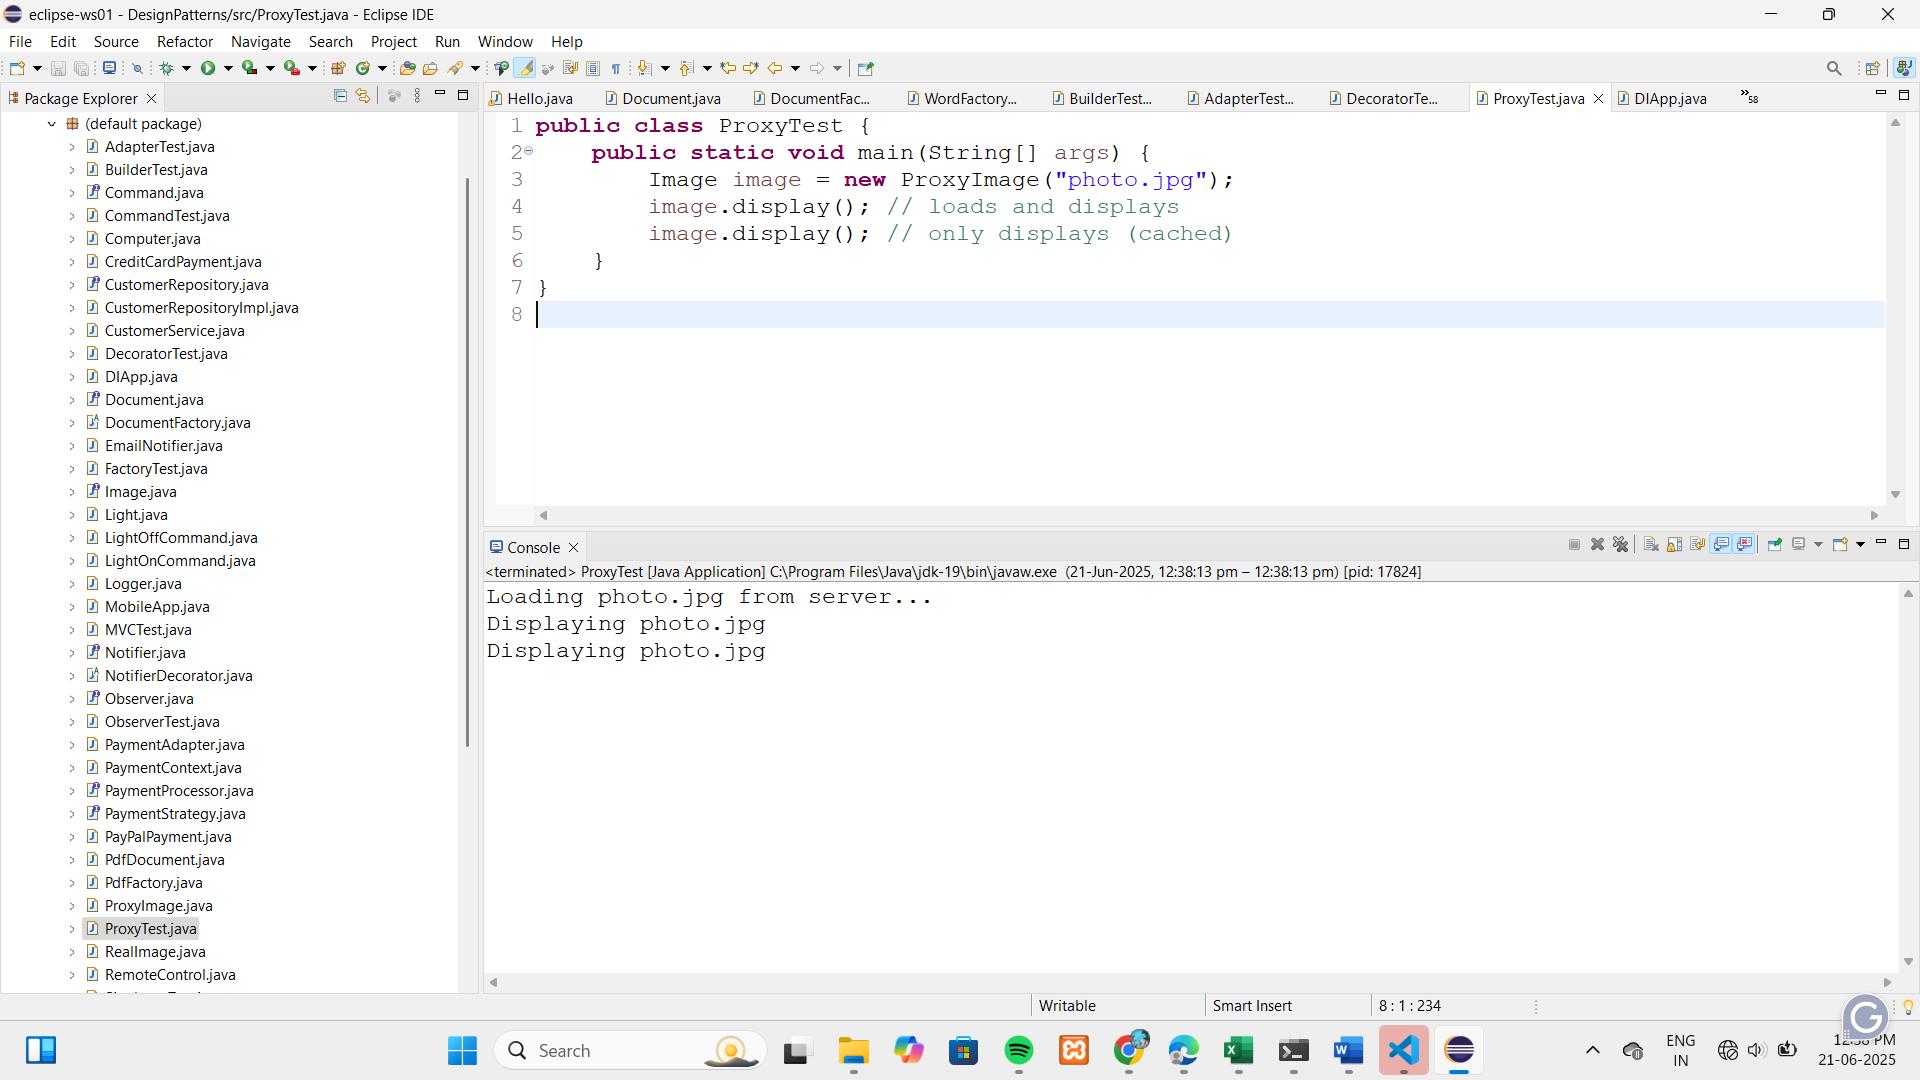 eclipse-ws01 - DesignPatterns/src/ProxyTest.java - Eclipse IDE
File Edit Source Refactor Navigate Search Project Run Window Help
Package Explorer
(default package)
AdapterTest.java
BuilderTest.java
Command.java
CommandTest.java
Computer.java
CreditCardPayment.java
CustomerRepository.java
CustomerRepositoryImpl.java
CustomerService.java
DecoratorTest.java
DIApp.java
Document.java
DocumentFactory.java
EmailNotifier.java
FactoryTest.java
Image.java
Light.java
LightOffCommand.java
LightOnCommand.java
Logger.java
MobileApp.java
MVCTest.java
Notifier.java
NotifierDecorator.java
Observer.java
ObserverTest.java
PaymentAdapter.java
PaymentContext.java
PaymentProcessor.java
PaymentStrategy.java
PayPalPayment.java
PdfDocument.java
PdfFactory.java
ProxyImage.java
ProxyTest.java
RealImage.java
RemoteControl.java
Hello.java Document.java DocumentFac... WordFactory... BuilderTest... AdapterTest... DecoratorTe... ProxyTest.java DIApp.java »58
1 public class ProxyTest {
2 public static void main(String[] args) {
3 Image image = new ProxyImage("photo.jpg");
4 image.display(); // loads and displays
5 image.display(); // only displays (cached)
6 }
7 }
8
Console
<terminated> ProxyTest [Java Application] C:\Program Files\Java\jdk-19\bin\javaw.exe (21-Jun-2025, 12:38:13 pm – 12:38:13 pm) [pid: 17824]
Loading photo.jpg from server...
Displaying photo.jpg
Displaying photo.jpg
Writable Smart Insert 8 : 1 : 234
Search
ENG
IN
12:38 PM
21-06-2025